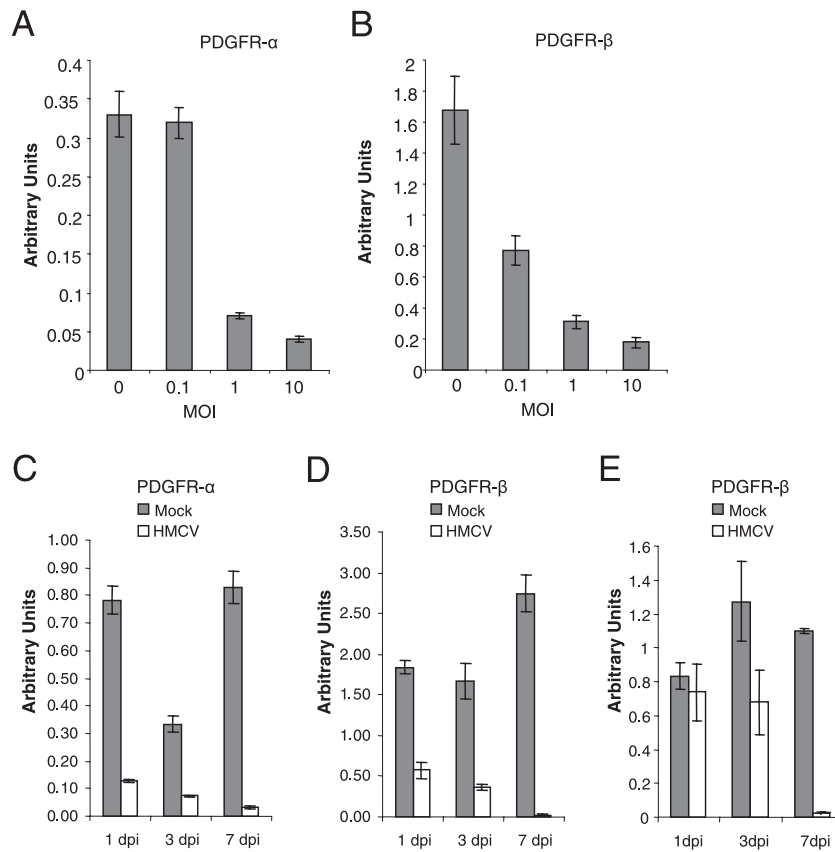 A
PDGFR-α
Arbitrary Units
0.4
0.35
0.3
0.25
0.2
0.15
0.1
0.05
0
0 0.1 1 10
MOI
B
PDGFR-β
Arbitrary Units
2
1.8
1.6
1.4
1.2
1
0.8
0.6
0.4
0.2
0
0 0.1 1 10
MOI
C
PDGFR-α
Mock
HMCV
Arbitrary Units
1.00
0.90
0.80
0.70
0.60
0.50
0.40
0.30
0.20
0.10
0.00
1 dpi 3 dpi 7 dpi
D
PDGFR-β
Mock
HMCV
Arbitrary Units
3.50
3.00
2.50
2.00
1.50
1.00
0.50
0.00
1 dpi 3 dpi 7 dpi
E
PDGFR-β
Mock
HMCV
Arbitrary Units
1.6
1.4
1.2
1
0.8
0.6
0.4
0.2
0
1dpi 3dpi 7dpi